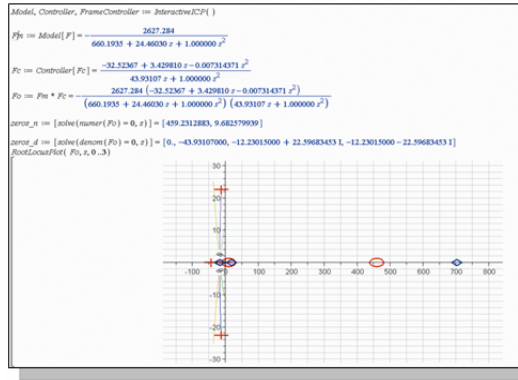 Model, Controller, FrameController := InteractiveICP( )
Fm := Model[F] = - 2627.284 / (660.1935 + 24.46030 s + 1.000000 s²)
Fc := Controller[Fc] = (-32.52367 + 3.429810 s - 0.007314371 s²) / (43.93107 s + 1.000000 s²)
Fo := Fm * Fc = - 2627.284 (-32.52367 + 3.429810 s - 0.007314371 s²) / ((660.1935 + 24.46030 s + 1.000000 s²) (43.93107 s + 1.000000 s²))
zeros_n := [solve(numer(Fo) = 0, s)] = [459.2312883, 9.682579939]
zeros_d := [solve(denom(Fo) = 0, s)] = [0., -43.93107000, -12.23015000 + 22.59683453 I, -12.23015000 - 22.59683453 I]
RootLocusPlot( Fo, s, 0 ..3)
30
20
10
-100 0 100 200 300 400 500 600 700 800
-10
-20
-30